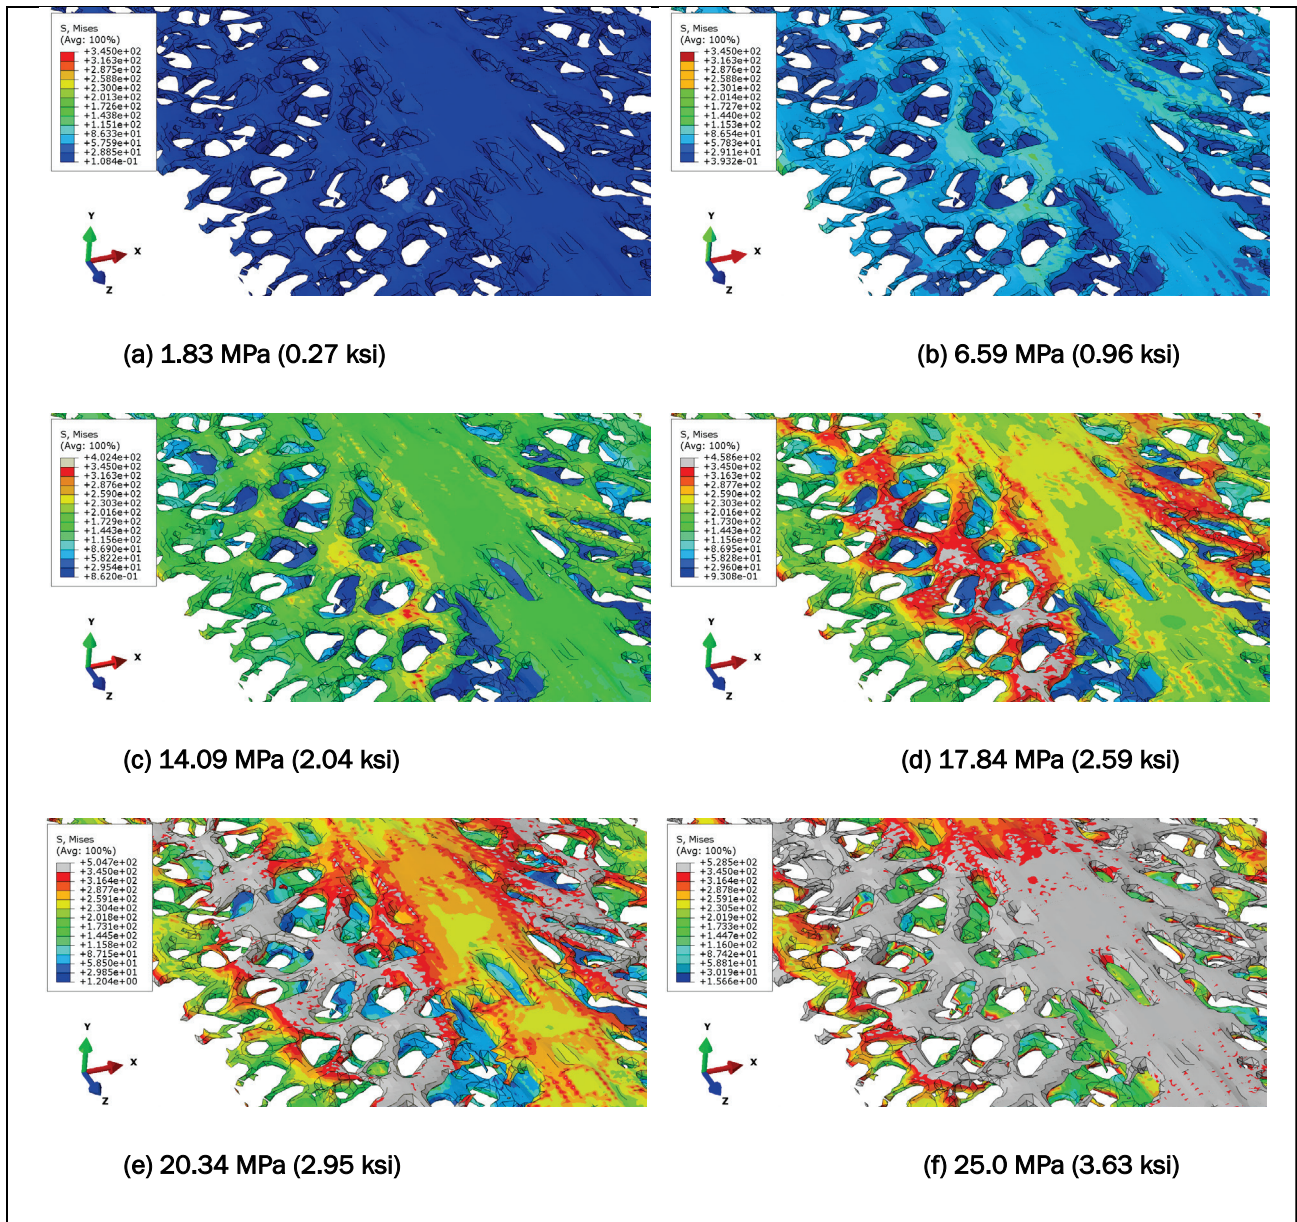 S, Mises
(Avg: 100%)
+3.450e+02
+3.163e+02
+2.875e+02
+2.588e+02
+2.300e+02
+2.013e+02
+1.726e+02
+1.438e+02
+1.151e+02
+8.633e+01
+5.759e+01
+2.885e+01
+1.084e-01
Y
X
Z
(a) 1.83 MPa (0.27 ksi)
S, Mises
(Avg: 100%)
+3.450e+02
+3.163e+02
+2.876e+02
+2.588e+02
+2.301e+02
+2.014e+02
+1.727e+02
+1.440e+02
+1.153e+02
+8.654e+01
+5.783e+01
+2.911e+01
+3.932e-01
Y
X
Z
(b) 6.59 MPa (0.96 ksi)
S, Mises
(Avg: 100%)
+4.024e+02
+3.450e+02
+3.163e+02
+2.876e+02
+2.590e+02
+2.303e+02
+2.016e+02
+1.729e+02
+1.443e+02
+1.156e+02
+8.690e+01
+5.822e+01
+2.954e+01
+8.620e-01
Y
X
Z
(c) 14.09 MPa (2.04 ksi)
S, Mises
(Avg: 100%)
+4.586e+02
+3.450e+02
+3.163e+02
+2.877e+02
+2.590e+02
+2.303e+02
+2.016e+02
+1.730e+02
+1.443e+02
+1.156e+02
+8.695e+01
+5.828e+01
+2.960e+01
+9.308e-01
Y
X
Z
(d) 17.84 MPa (2.59 ksi)
S, Mises
(Avg: 100%)
+5.047e+02
+3.450e+02
+3.164e+02
+2.877e+02
+2.591e+02
+2.304e+02
+2.018e+02
+1.731e+02
+1.445e+02
+1.158e+02
+8.715e+01
+5.850e+01
+2.985e+01
+1.204e+00
Y
X
Z
(e) 20.34 MPa (2.95 ksi)
S, Mises
(Avg: 100%)
+5.285e+02
+3.450e+02
+3.164e+02
+2.878e+02
+2.591e+02
+2.305e+02
+2.019e+02
+1.733e+02
+1.447e+02
+1.160e+02
+8.742e+01
+5.881e+01
+3.019e+01
+1.566e+00
Y
X
Z
(f) 25.0 MPa (3.63 ksi)